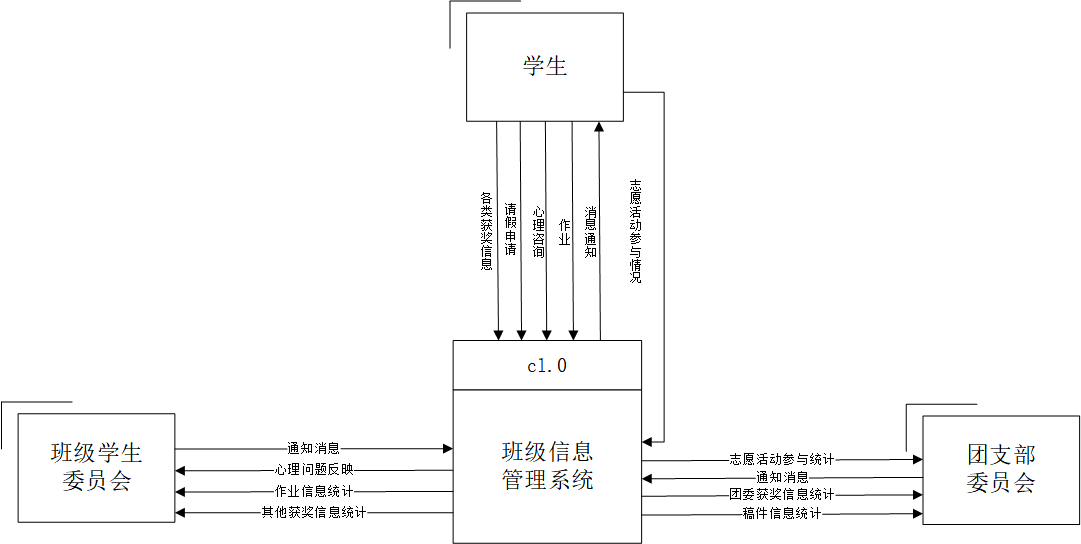 学生
各类获奖信息
请假申请
心理咨询
作业
消息通知
志愿活动参与情况
c1.0
班级信息
管理系统
班级学生
委员会
通知消息
心理问题反映
作业信息统计
其他获奖信息统计
志愿活动参与统计
通知消息
团委获奖信息统计
稿件信息统计
团支部
委员会